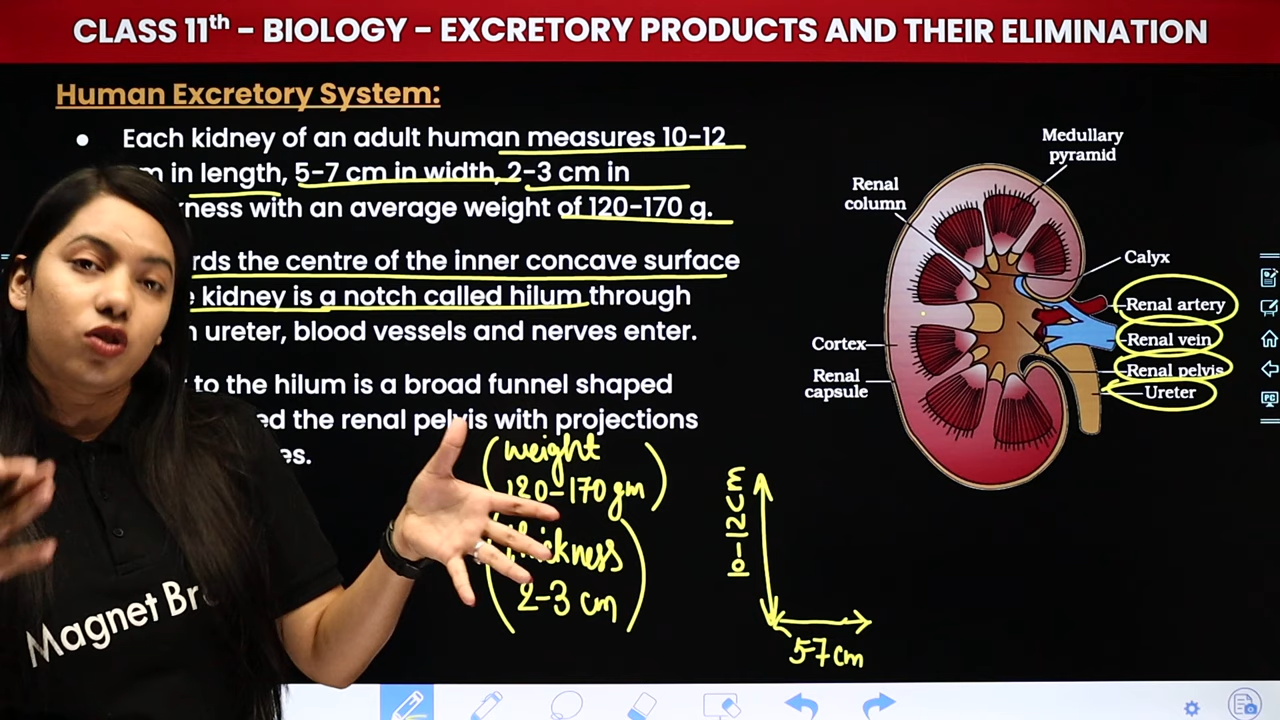 CLASS 11th - BIOLOGY - EXCRETORY PRODUCTS AND THEIR ELIMINATION
Human Excretory System:
● Each kidney of an adult human measures 10-12
m in length, 5-7 cm in width, 2-3 cm in
kness with an average weight of 120-170 g.
rds the centre of the inner concave surface
e kidney is a notch called hilum through
ureter, blood vessels and nerves enter.
to the hilum is a broad funnel shaped
ed the renal pelvis with projections
es.
weight
120-170 gm
thickness
2-3 cm
10-12cm
5-7 cm
Medullary
pyramid
Renal
column
Calyx
Renal artery
Renal vein
Renal pelvis
Ureter
Cortex
Renal
capsule
Magnet Br
PC